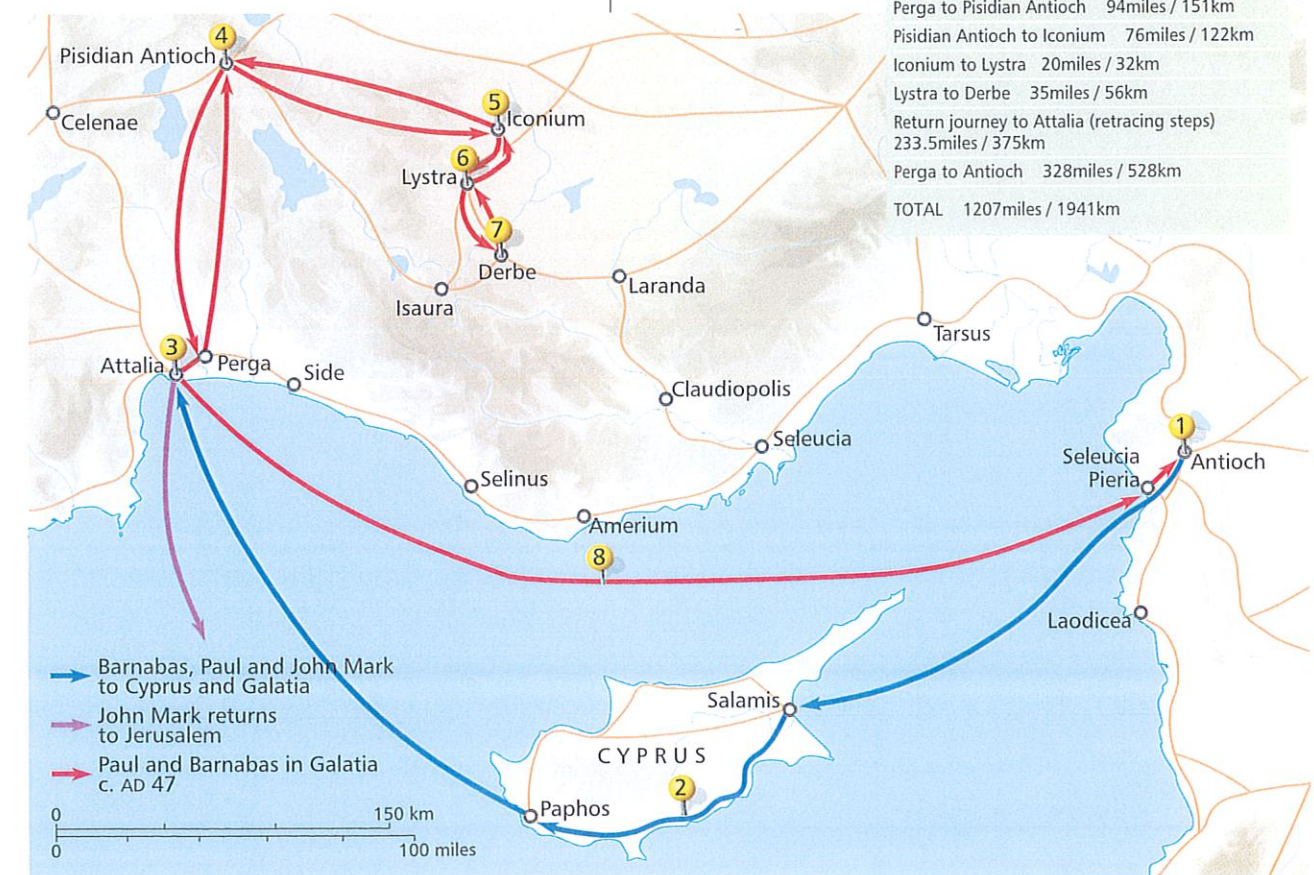 Perga to Pisidian Antioch 94miles / 151km
Pisidian Antioch to Iconium 76miles / 122km
Iconium to Lystra 20miles / 32km
Lystra to Derbe 35miles / 56km
Return journey to Attalia (retracing steps)
233.5miles / 375km
Perga to Antioch 328miles / 528km
TOTAL 1207miles / 1941km
4
Pisidian Antioch
Celenae
5
Iconium
6
Lystra
7
Derbe
Isaura
Laranda
Tarsus
3
Attalia
Perga
Side
Claudiopolis
Seleucia
Selinus
Amerium
1
Antioch
Seleucia
Pieria
8
Laodicea
Salamis
CYPRUS
2
Paphos
Barnabas, Paul and John Mark
to Cyprus and Galatia
John Mark returns
to Jerusalem
Paul and Barnabas in Galatia
c. AD 47
0 150 km
0 100 miles